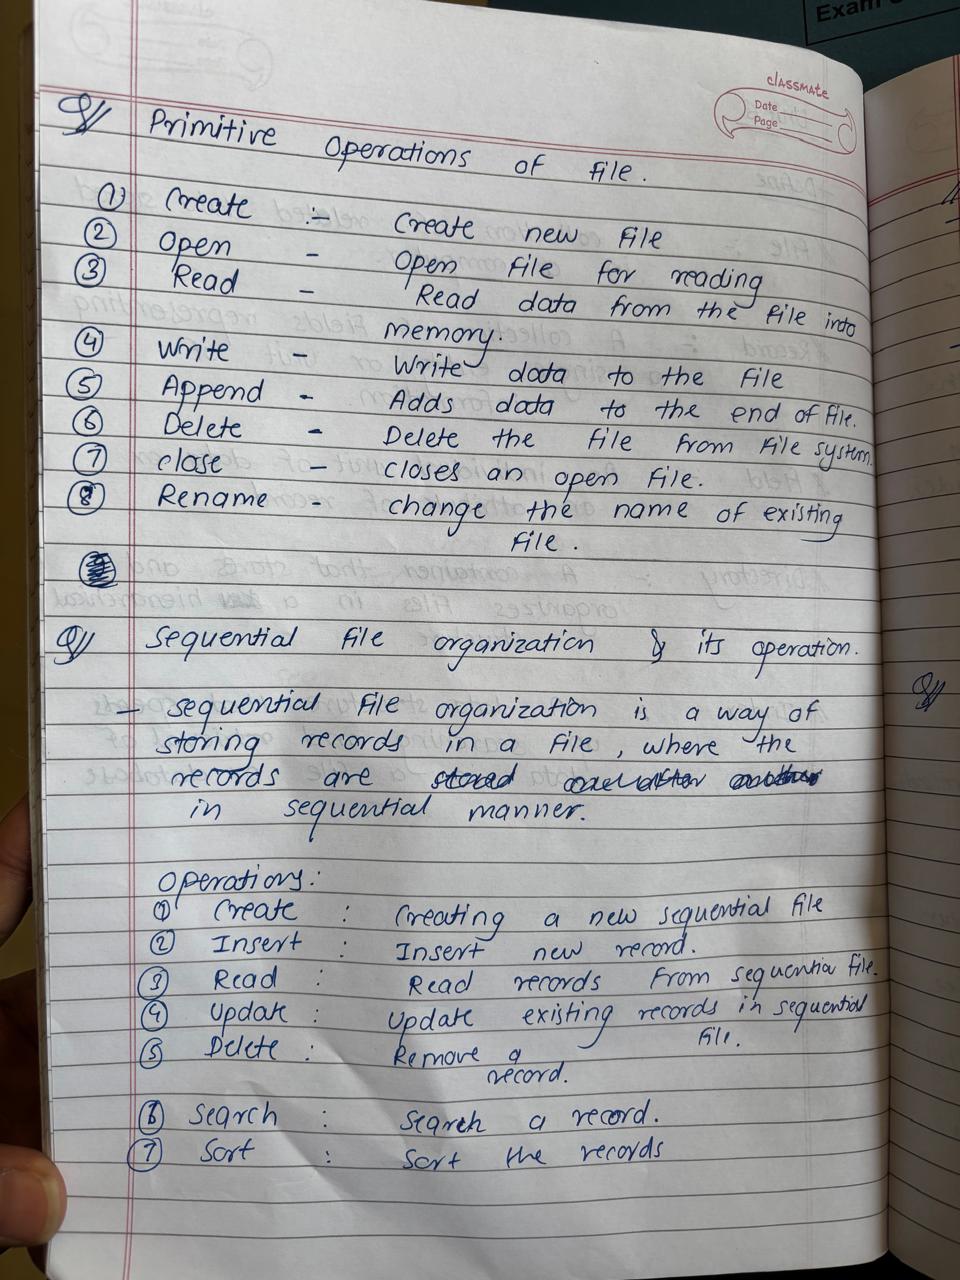 Exam
classmate
Date
Page
Q/ Primitive Operations of file.
① Create :- Create new file
② Open - Open file for reading
③ Read - Read data from the file into
memory.
④ Write - Write data to the file
⑤ Append - Adds data to the end of file.
⑥ Delete - Delete the file from file system.
⑦ close - closes an open file.
⑧ Rename - change the name of existing
file.
Q/ Sequential file organization & its operation.
- sequential file organization is a way of
storing records in a file, where the
records are stored one after another
in sequential manner.
Operations:
① Create : Creating a new sequential file
② Insert : Insert new record.
③ Read : Read records from sequential file.
④ Update : Update existing records in sequential
file.
⑤ Delete : Remove a
record.
⑥ Search : Search a record.
⑦ Sort : Sort the records
Q/